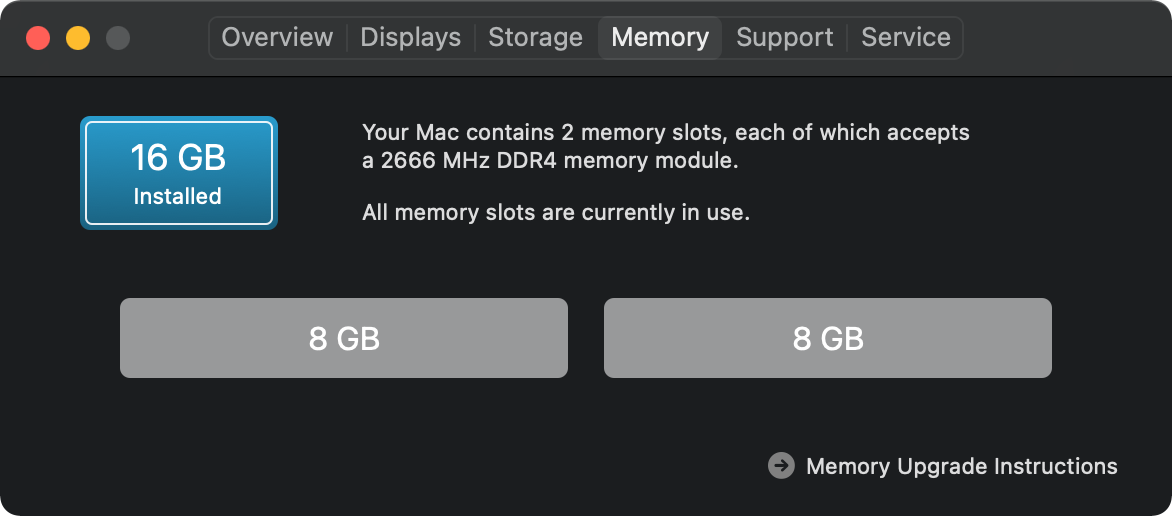 Overview Displays Storage Memory Support Service
16 GB
Installed
Your Mac contains 2 memory slots, each of which accepts
a 2666 MHz DDR4 memory module.
All memory slots are currently in use.
8 GB 8 GB
Memory Upgrade Instructions